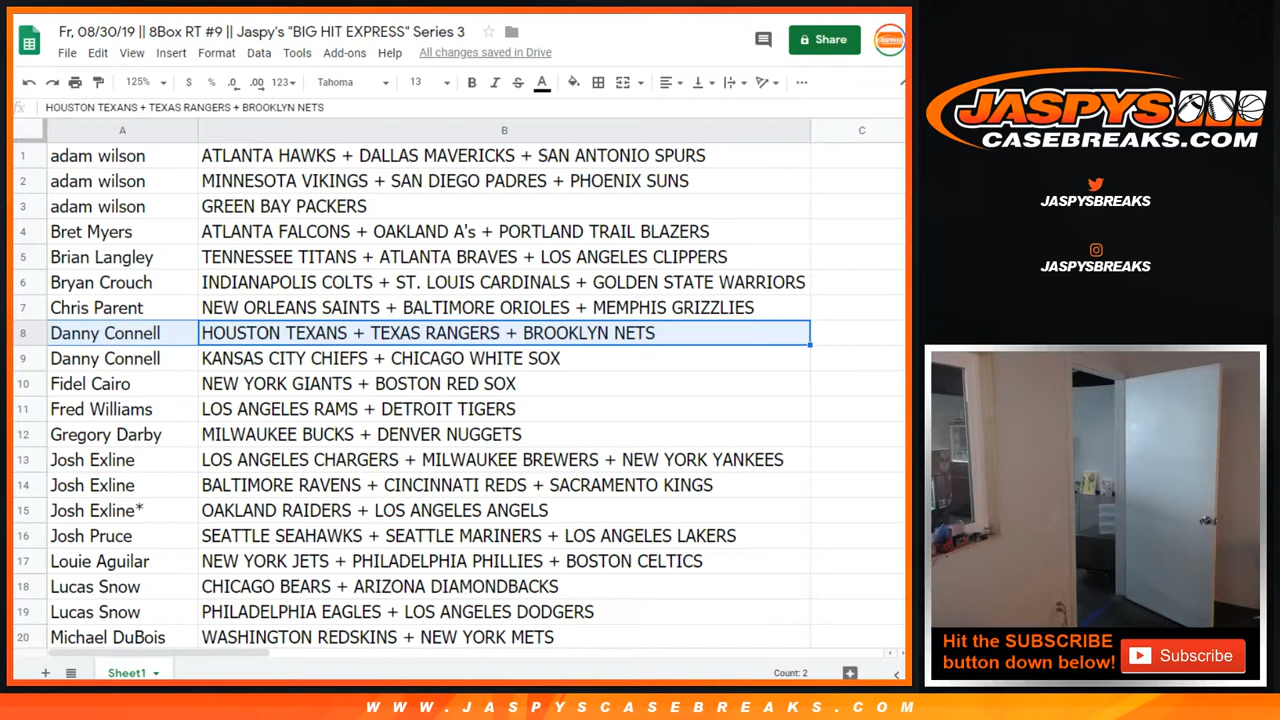 Fr, 08/30/19 || 8Box RT #9 || Jaspy's "BIG HIT EXPRESS" Series 3
File Edit View Insert Format Data Tools Add-ons Help All changes saved in Drive
Share
125% $ % .0 .00 123 Tahoma 13 B I S A
fx HOUSTON TEXANS + TEXAS RANGERS + BROOKLYN NETS
A B C
1 adam wilson ATLANTA HAWKS + DALLAS MAVERICKS + SAN ANTONIO SPURS
2 adam wilson MINNESOTA VIKINGS + SAN DIEGO PADRES + PHOENIX SUNS
3 adam wilson GREEN BAY PACKERS
4 Bret Myers ATLANTA FALCONS + OAKLAND A's + PORTLAND TRAIL BLAZERS
5 Brian Langley TENNESSEE TITANS + ATLANTA BRAVES + LOS ANGELES CLIPPERS
6 Bryan Crouch INDIANAPOLIS COLTS + ST. LOUIS CARDINALS + GOLDEN STATE WARRIORS
7 Chris Parent NEW ORLEANS SAINTS + BALTIMORE ORIOLES + MEMPHIS GRIZZLIES
8 Danny Connell HOUSTON TEXANS + TEXAS RANGERS + BROOKLYN NETS
9 Danny Connell KANSAS CITY CHIEFS + CHICAGO WHITE SOX
10 Fidel Cairo NEW YORK GIANTS + BOSTON RED SOX
11 Fred Williams LOS ANGELES RAMS + DETROIT TIGERS
12 Gregory Darby MILWAUKEE BUCKS + DENVER NUGGETS
13 Josh Exline LOS ANGELES CHARGERS + MILWAUKEE BREWERS + NEW YORK YANKEES
14 Josh Exline BALTIMORE RAVENS + CINCINNATI REDS + SACRAMENTO KINGS
15 Josh Exline* OAKLAND RAIDERS + LOS ANGELES ANGELS
16 Josh Pruce SEATTLE SEAHAWKS + SEATTLE MARINERS + LOS ANGELES LAKERS
17 Louie Aguilar NEW YORK JETS + PHILADELPHIA PHILLIES + BOSTON CELTICS
18 Lucas Snow CHICAGO BEARS + ARIZONA DIAMONDBACKS
19 Lucas Snow PHILADELPHIA EAGLES + LOS ANGELES DODGERS
20 Michael DuBois WASHINGTON REDSKINS + NEW YORK METS
Sheet1 Count: 2
JASPYS
CASEBREAKS.COM
JASPYSBREAKS
JASPYSBREAKS
Hit the SUBSCRIBE
button down below!
Subscribe
WWW.JASPYSCASEBREAKS.COM